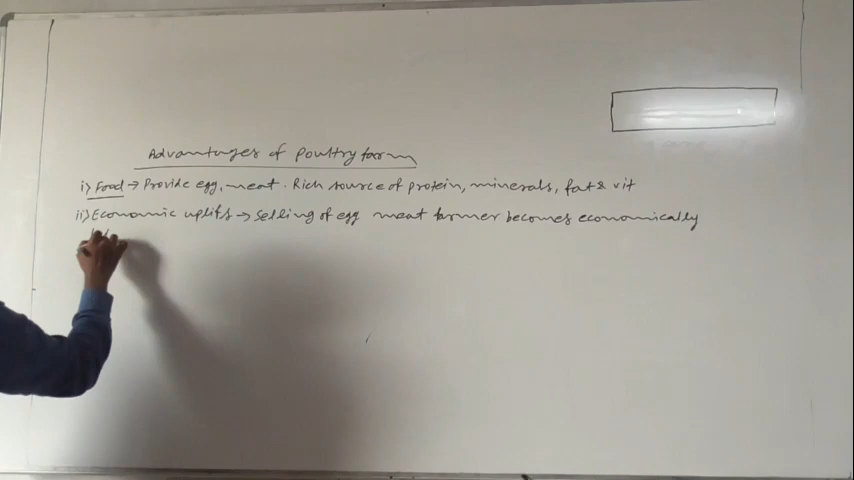 Advantages of Poultry farm
i) Food → Provide egg, meat. Rich source of protein, minerals, fat & vit
ii) Economic uplifs → Selling of egg meat farmer becomes economically